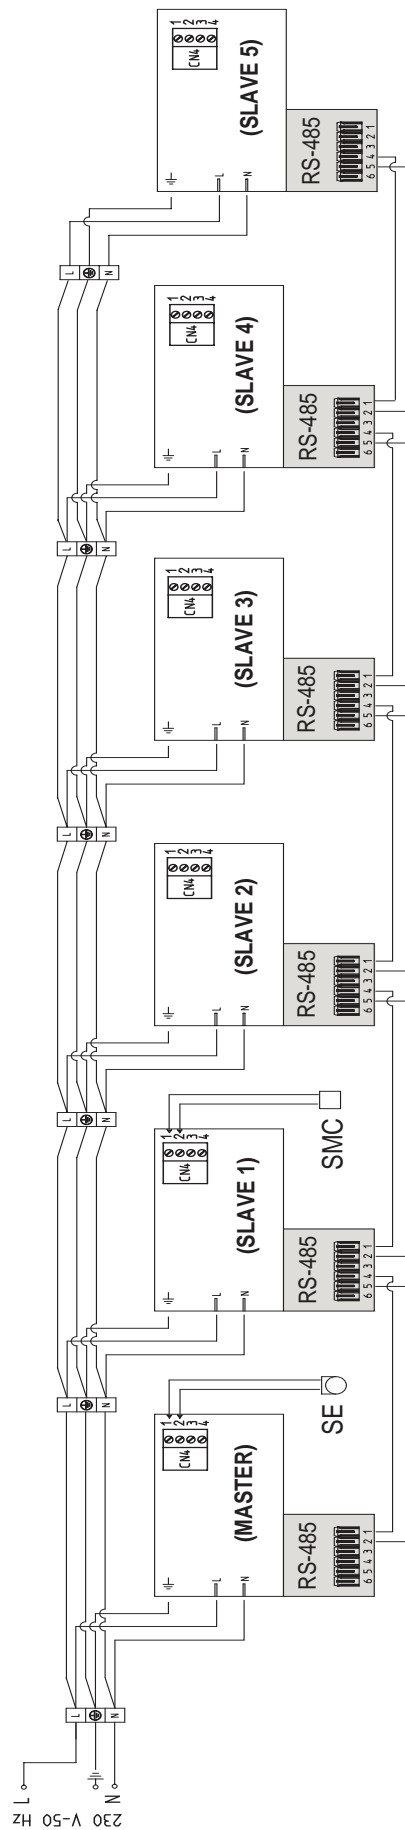 1 2 3 4
CN4
(SLAVE 5)
L
N
RS-485
6 5 4 3 2 1
L
N
1 2 3 4
CN4
(SLAVE 4)
L
N
RS-485
6 5 4 3 2 1
L
N
1 2 3 4
CN4
(SLAVE 3)
L
N
RS-485
6 5 4 3 2 1
L
N
1 2 3 4
CN4
(SLAVE 2)
L
N
RS-485
6 5 4 3 2 1
L
N
1 2 3 4
CN4
SMC
(SLAVE 1)
L
N
RS-485
6 5 4 3 2 1
L
N
1 2 3 4
CN4
SE
(MASTER)
L
N
RS-485
6 5 4 3 2 1
L
N
L
N
230 V-50 Hz